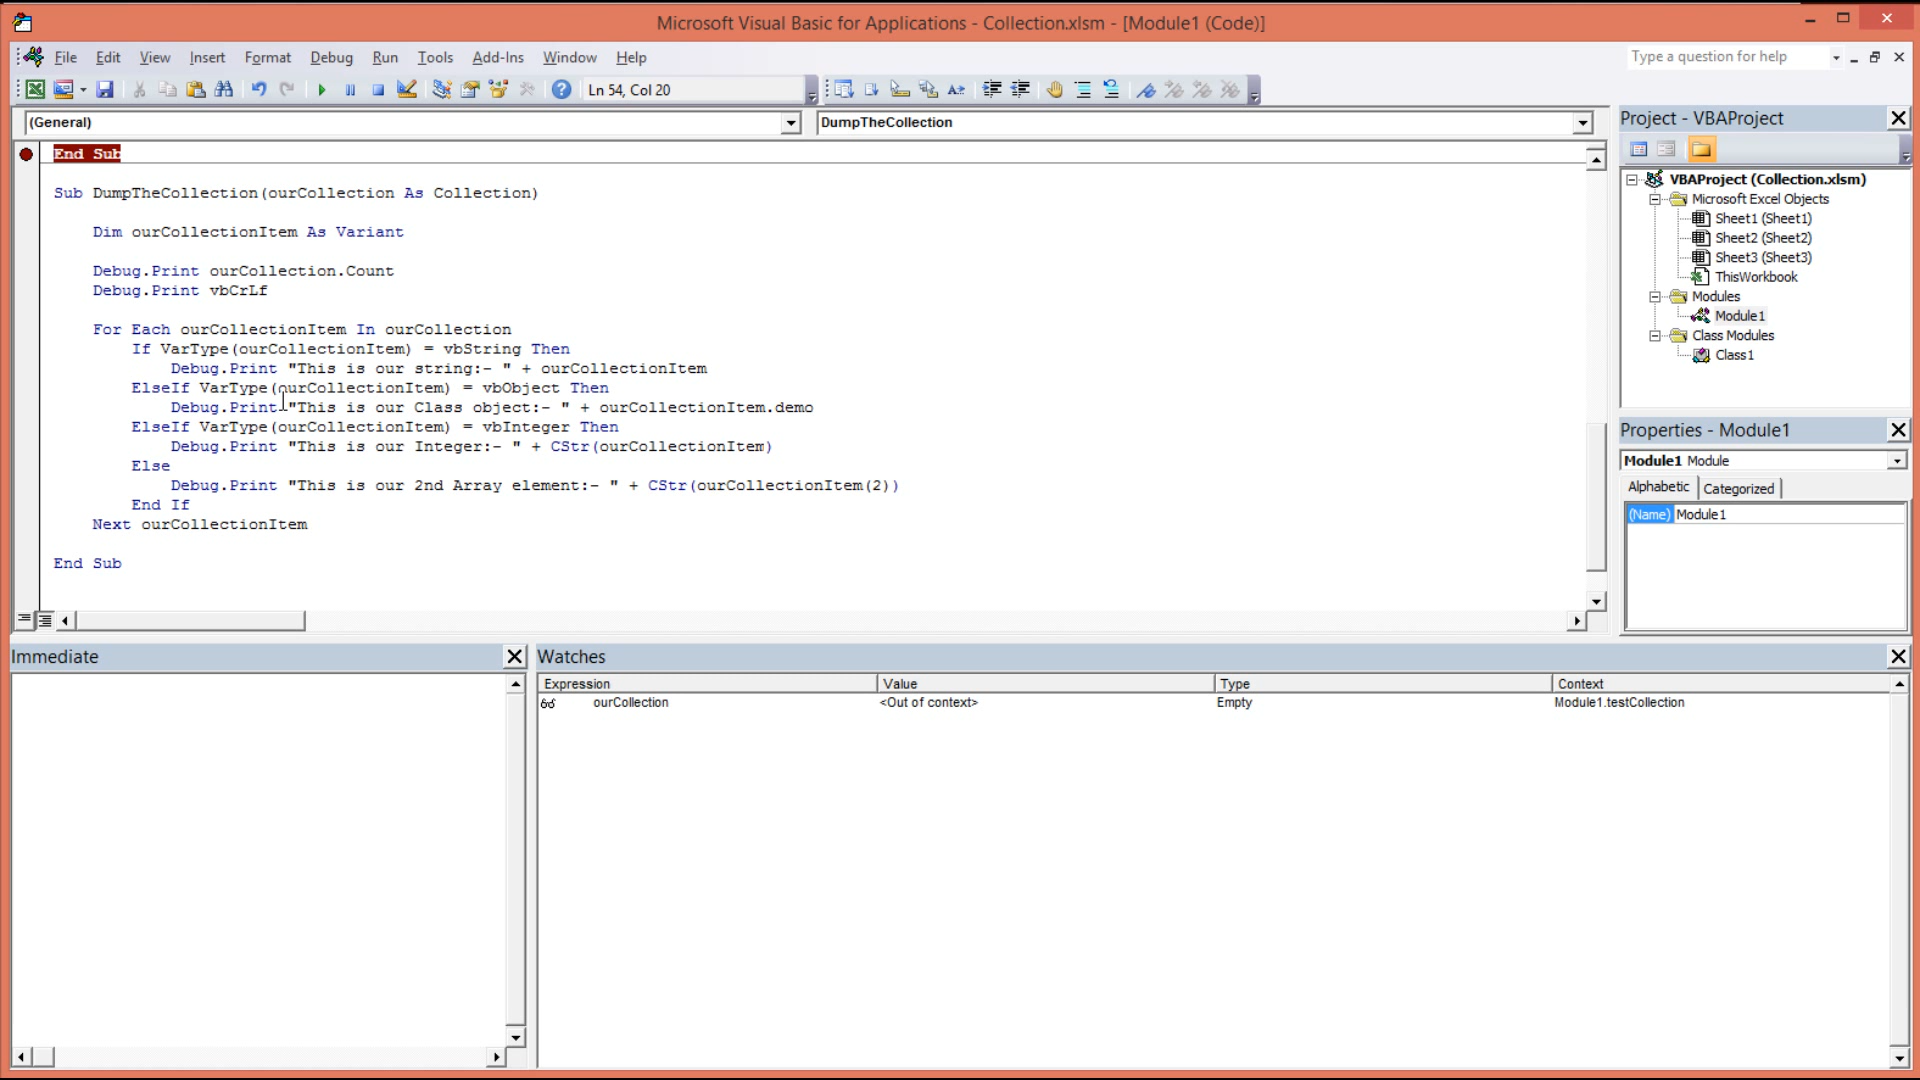 Microsoft Visual Basic for Applications - Collection.xlsm - [Module1 (Code)]
File Edit View Insert Format Debug Run Tools Add-Ins Window Help
Type a question for help
Ln 54, Col 20
(General)
DumpTheCollection
End Sub
Sub DumpTheCollection(ourCollection As Collection)
Dim ourCollectionItem As Variant
Debug.Print ourCollection.Count
Debug.Print vbCrLf
For Each ourCollectionItem In ourCollection
If VarType(ourCollectionItem) = vbString Then
Debug.Print "This is our string:- " + ourCollectionItem
ElseIf VarType(ourCollectionItem) = vbObject Then
Debug.Print "This is our Class object:- " + ourCollectionItem.demo
ElseIf VarType(ourCollectionItem) = vbInteger Then
Debug.Print "This is our Integer:- " + CStr(ourCollectionItem)
Else
Debug.Print "This is our 2nd Array element:- " + CStr(ourCollectionItem(2))
End If
Next ourCollectionItem
End Sub
Project - VBAProject
VBAProject (Collection.xlsm)
Microsoft Excel Objects
Sheet1 (Sheet1)
Sheet2 (Sheet2)
Sheet3 (Sheet3)
ThisWorkbook
Modules
Module1
Class Modules
Class1
Properties - Module1
Module1 Module
Alphabetic Categorized
(Name) Module1
Immediate
Watches
Expression Value Type Context
ourCollection <Out of context> Empty Module1.testCollection